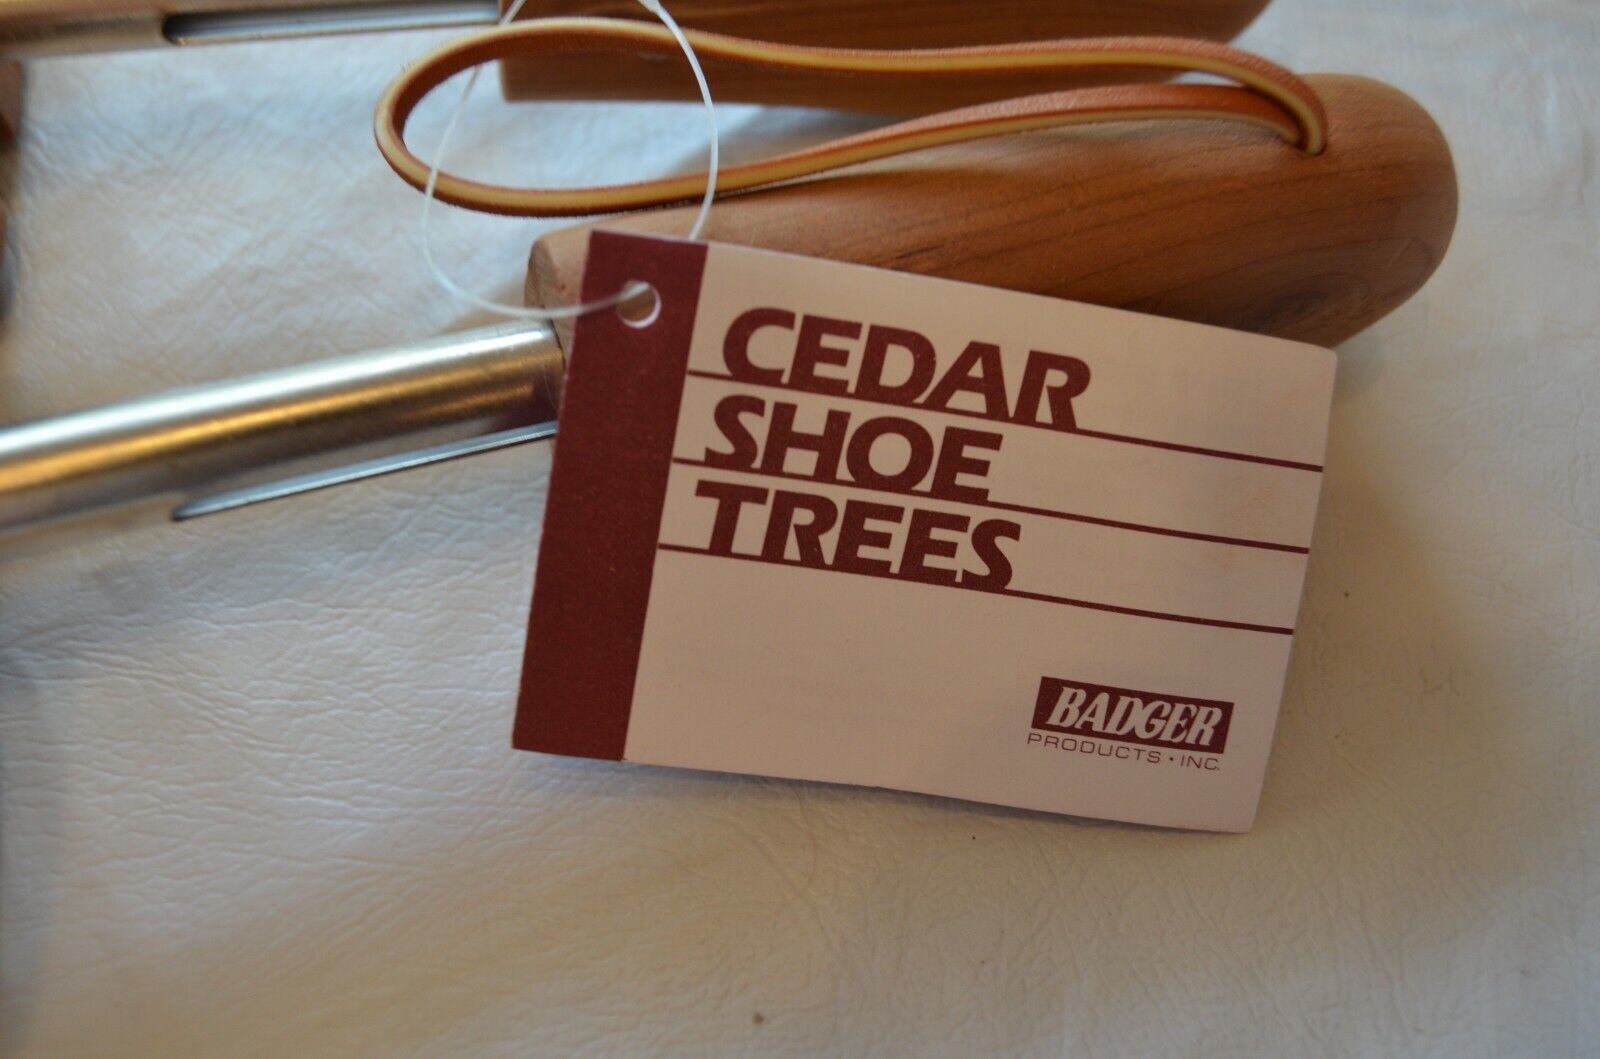 CEDAR
SHOE
TREES
BADGER
PRODUCTS • INC.